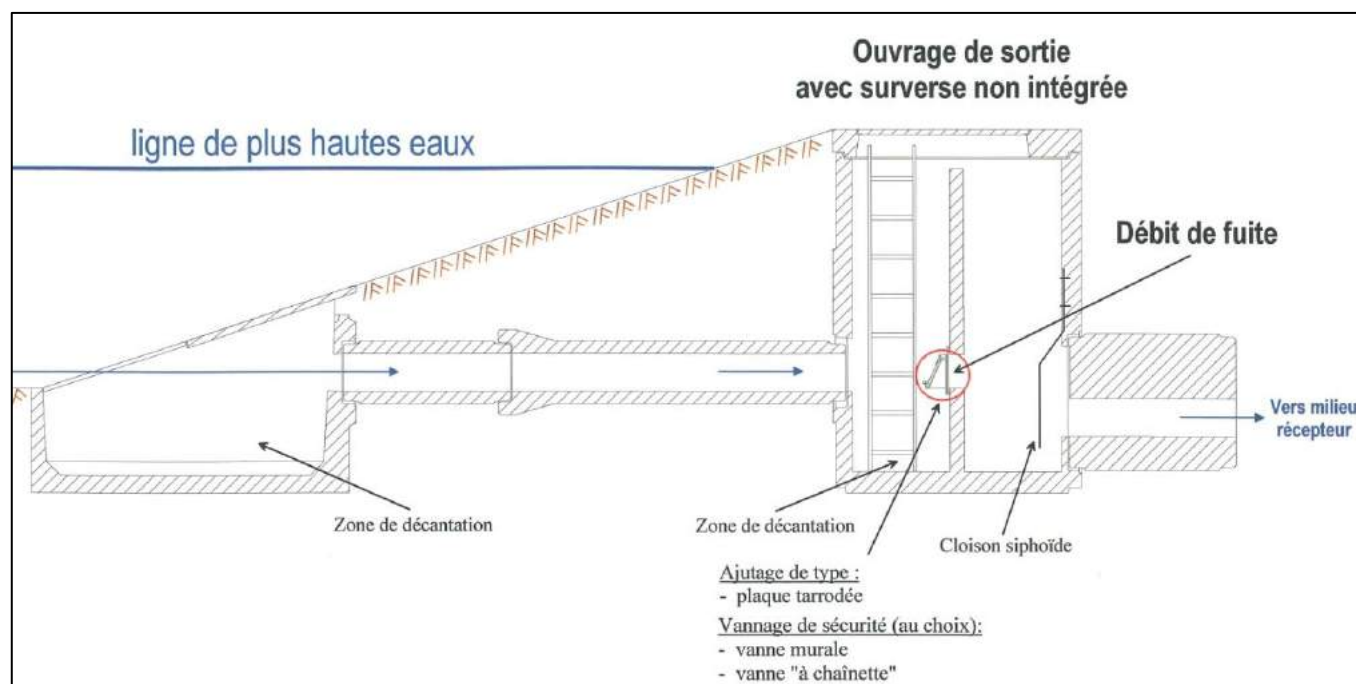 Ouvrage de sortie
avec surverse non intégrée
ligne de plus hautes eaux
Débit de fuite
Vers milieu
récepteur
Zone de décantation
Zone de décantation
Cloison siphoïde
Ajutage de type :
- plaque tarrodée
Vannage de sécurité (au choix):
- vanne murale
- vanne "à chaînette"